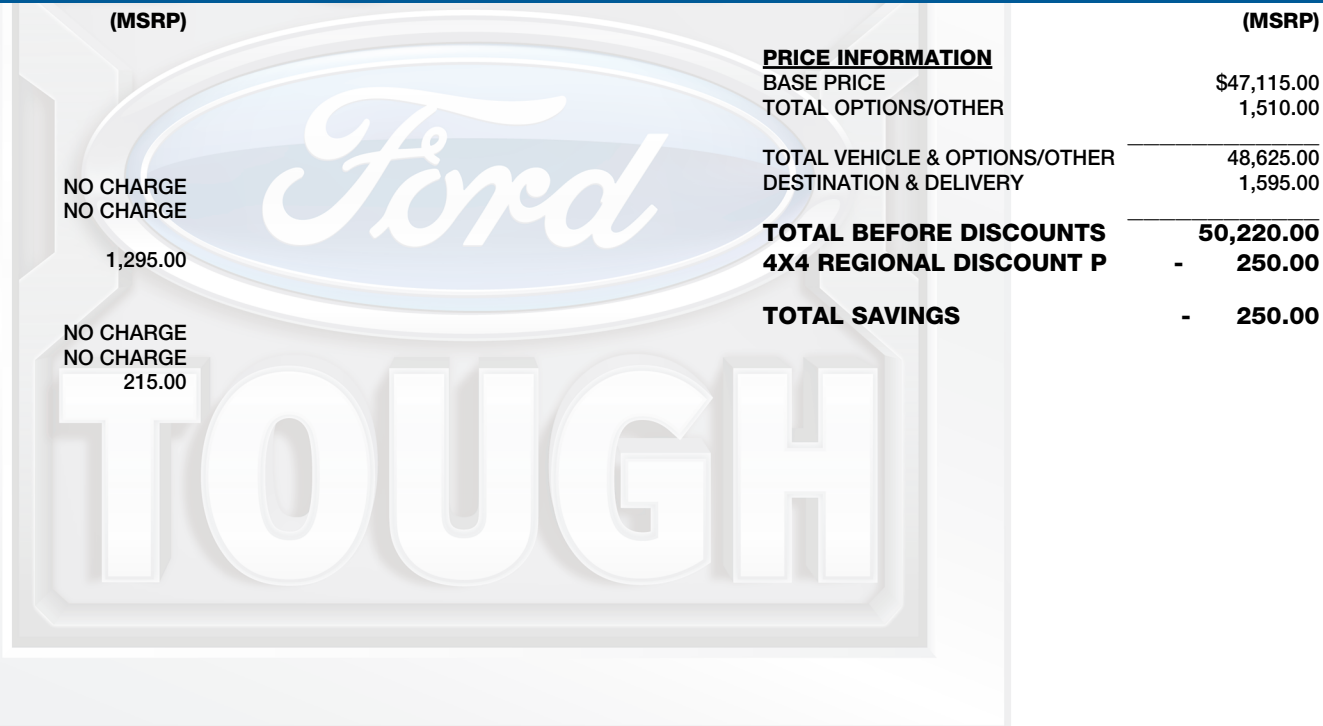 (MSRP)
NO CHARGE
NO CHARGE
1,295.00
NO CHARGE
NO CHARGE
215.00
Ford
TOUGH
(MSRP)
PRICE INFORMATION
BASE PRICE $47,115.00
TOTAL OPTIONS/OTHER 1,510.00
TOTAL VEHICLE & OPTIONS/OTHER 48,625.00
DESTINATION & DELIVERY 1,595.00
TOTAL BEFORE DISCOUNTS 50,220.00
4X4 REGIONAL DISCOUNT P - 250.00
TOTAL SAVINGS - 250.00